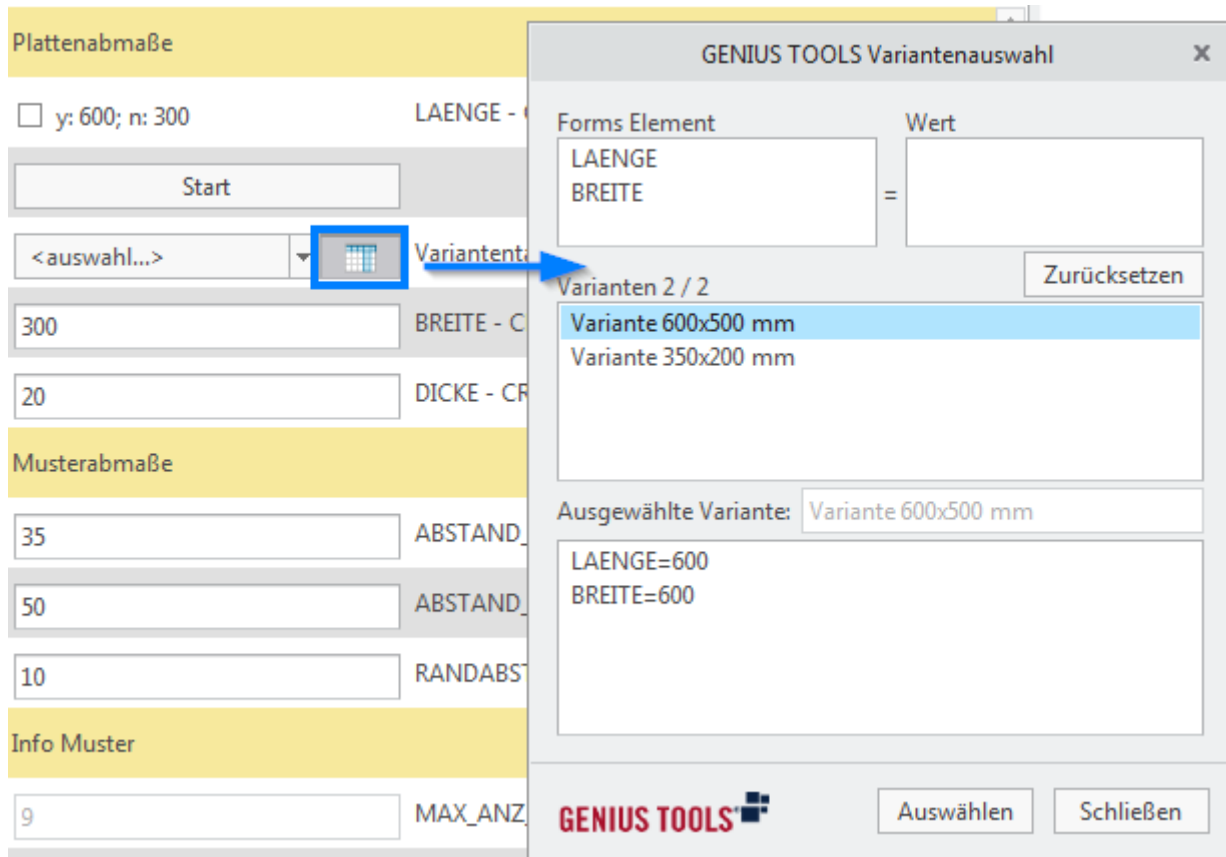 Plattenabmaße
y: 600; n: 300
LAENGE -
Start
<auswahl...>
300
BREITE - C
20
DICKE - CR
Musterabmaße
35
ABSTAND_
50
ABSTAND_
10
RANDABST
Info Muster
9
MAX_ANZ_
GENIUS TOOLS Variantenauswahl
Forms Element
Wert
LAENGE
BREITE
=
Zurücksetzen
Varianten 2 / 2
Variante 600x500 mm
Variante 350x200 mm
Ausgewählte Variante: Variante 600x500 mm
LAENGE=600
BREITE=600
GENIUS TOOLS
Auswählen
Schließen